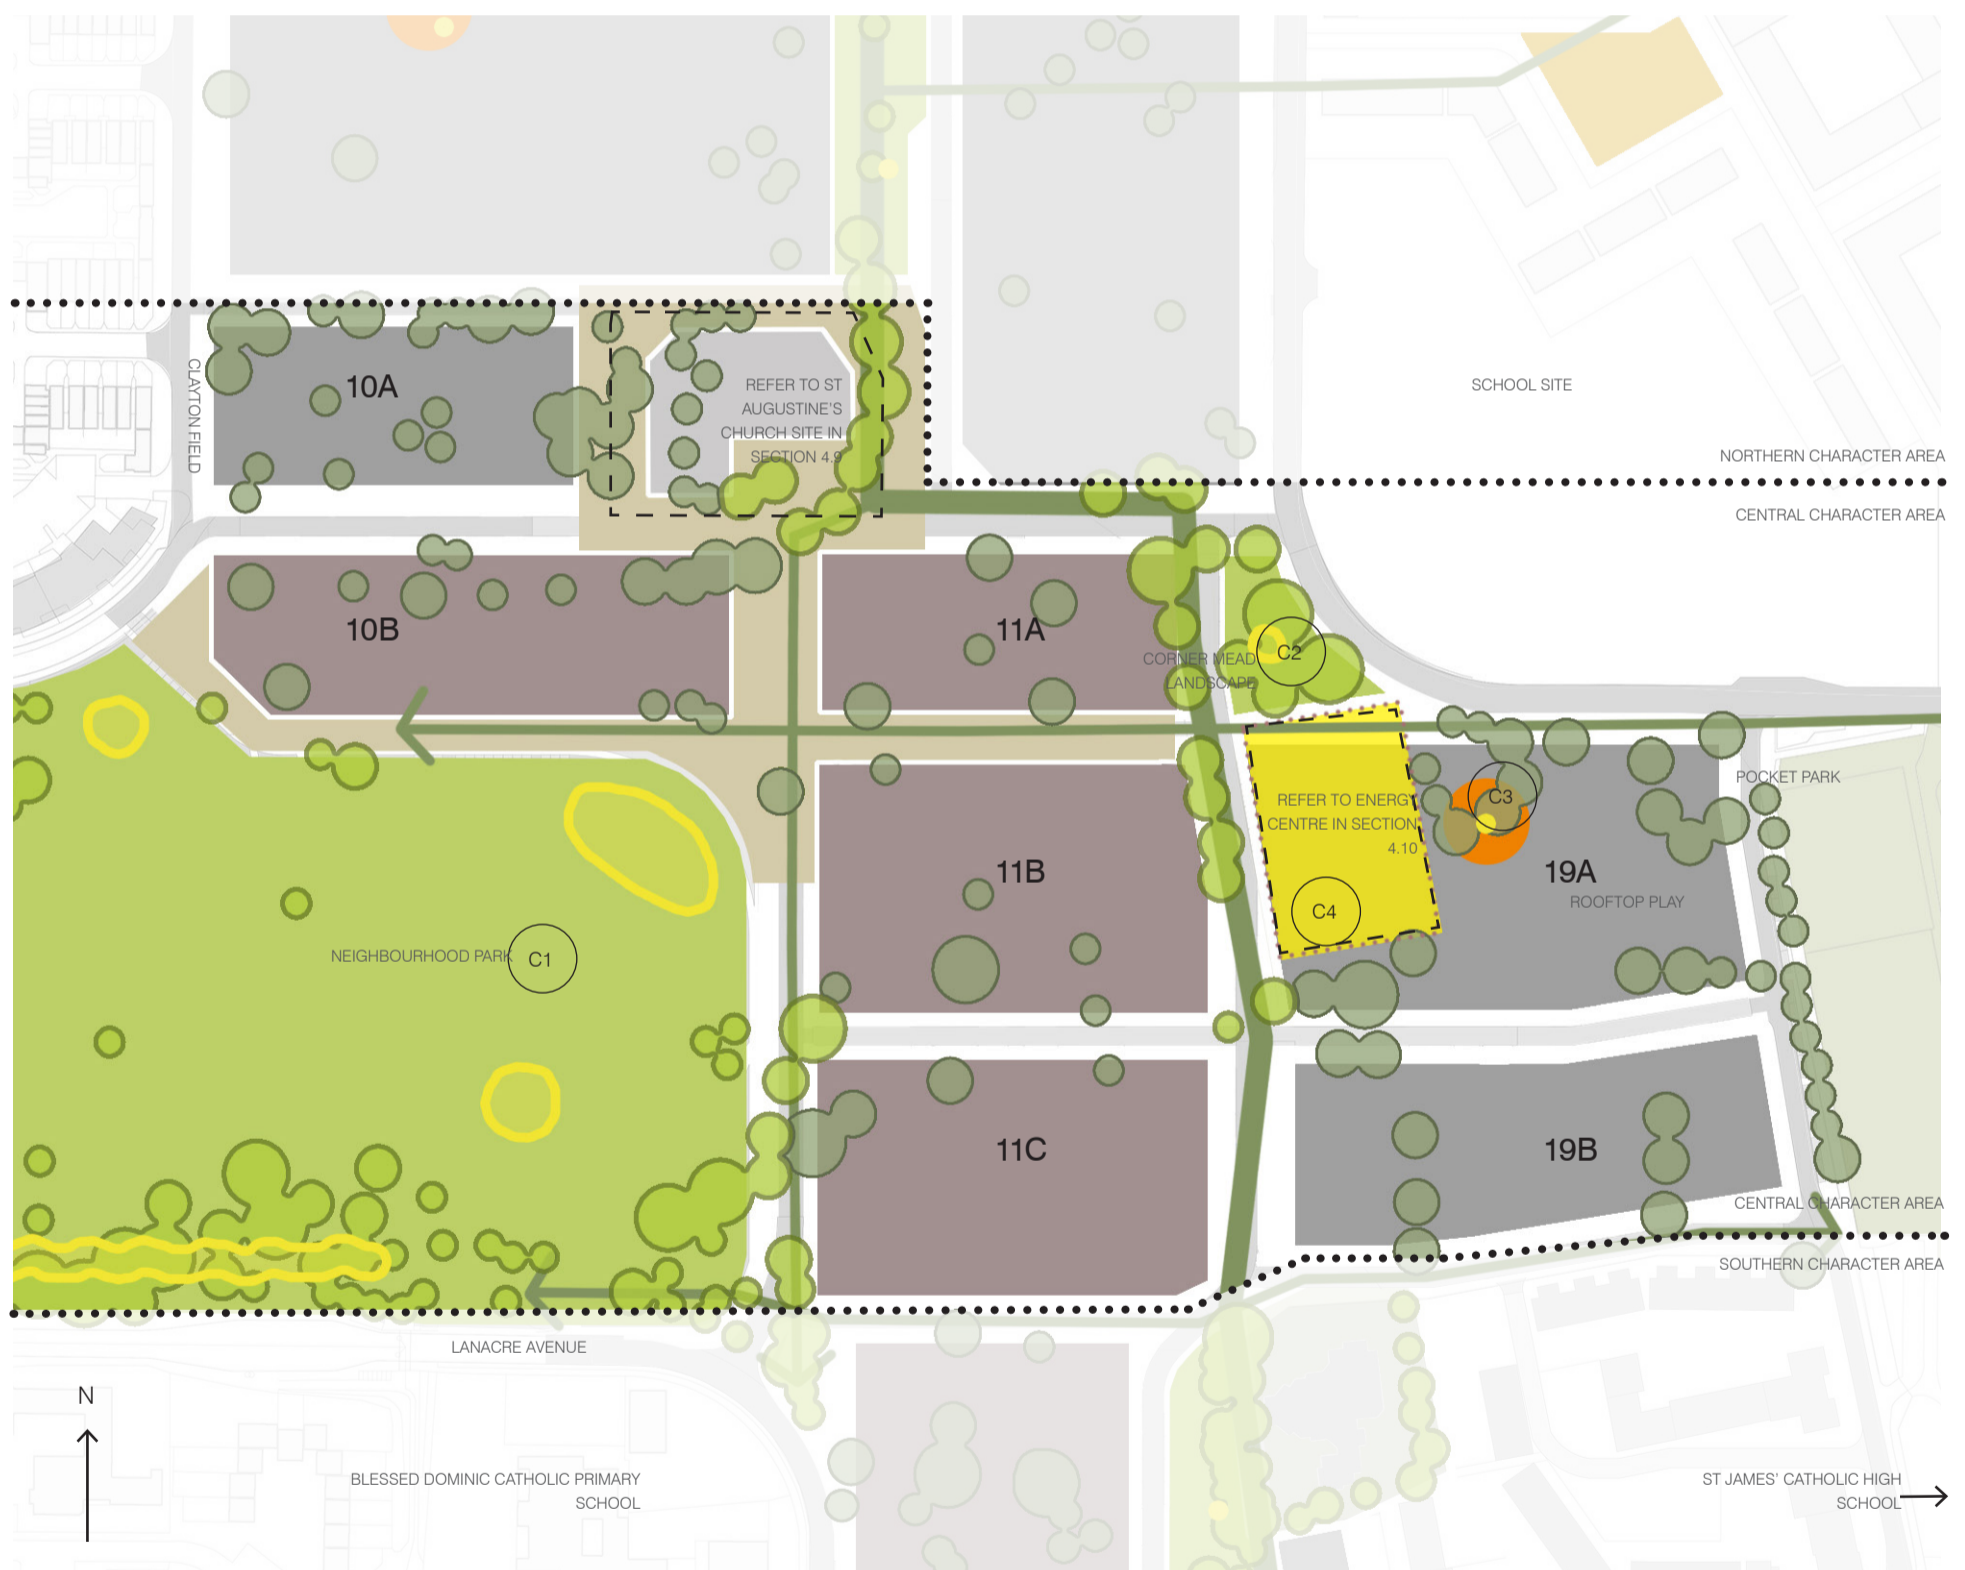 10A
CLAYTON FIELD
REFER TO ST
AUGUSTINE'S
CHURCH SITE IN
SECTION 4.9
SCHOOL SITE
NORTHERN CHARACTER AREA
CENTRAL CHARACTER AREA
10B
11A
CORNER MEAD
LANDSCAPE
C2
POCKET PARK
REFER TO ENERGY
CENTRE IN SECTION
4.10
C3
11B
19A
ROOFTOP PLAY
C4
NEIGHBOURHOOD PARK
C1
11C
19B
CENTRAL CHARACTER AREA
SOUTHERN CHARACTER AREA
LANACRE AVENUE
N
BLESSED DOMINIC CATHOLIC PRIMARY
SCHOOL
ST JAMES' CATHOLIC HIGH
SCHOOL